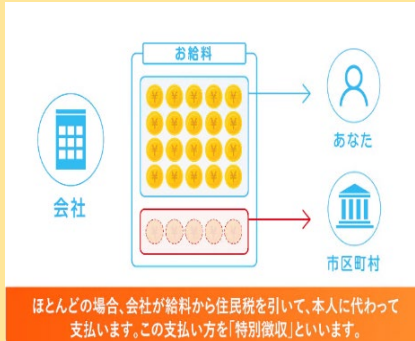 お給料
会社
あなた
市区町村
ほとんどの場合、会社が給料から住民税を引いて、本人に代わって
支払います。この支払い方を「特別徴収」といいます。